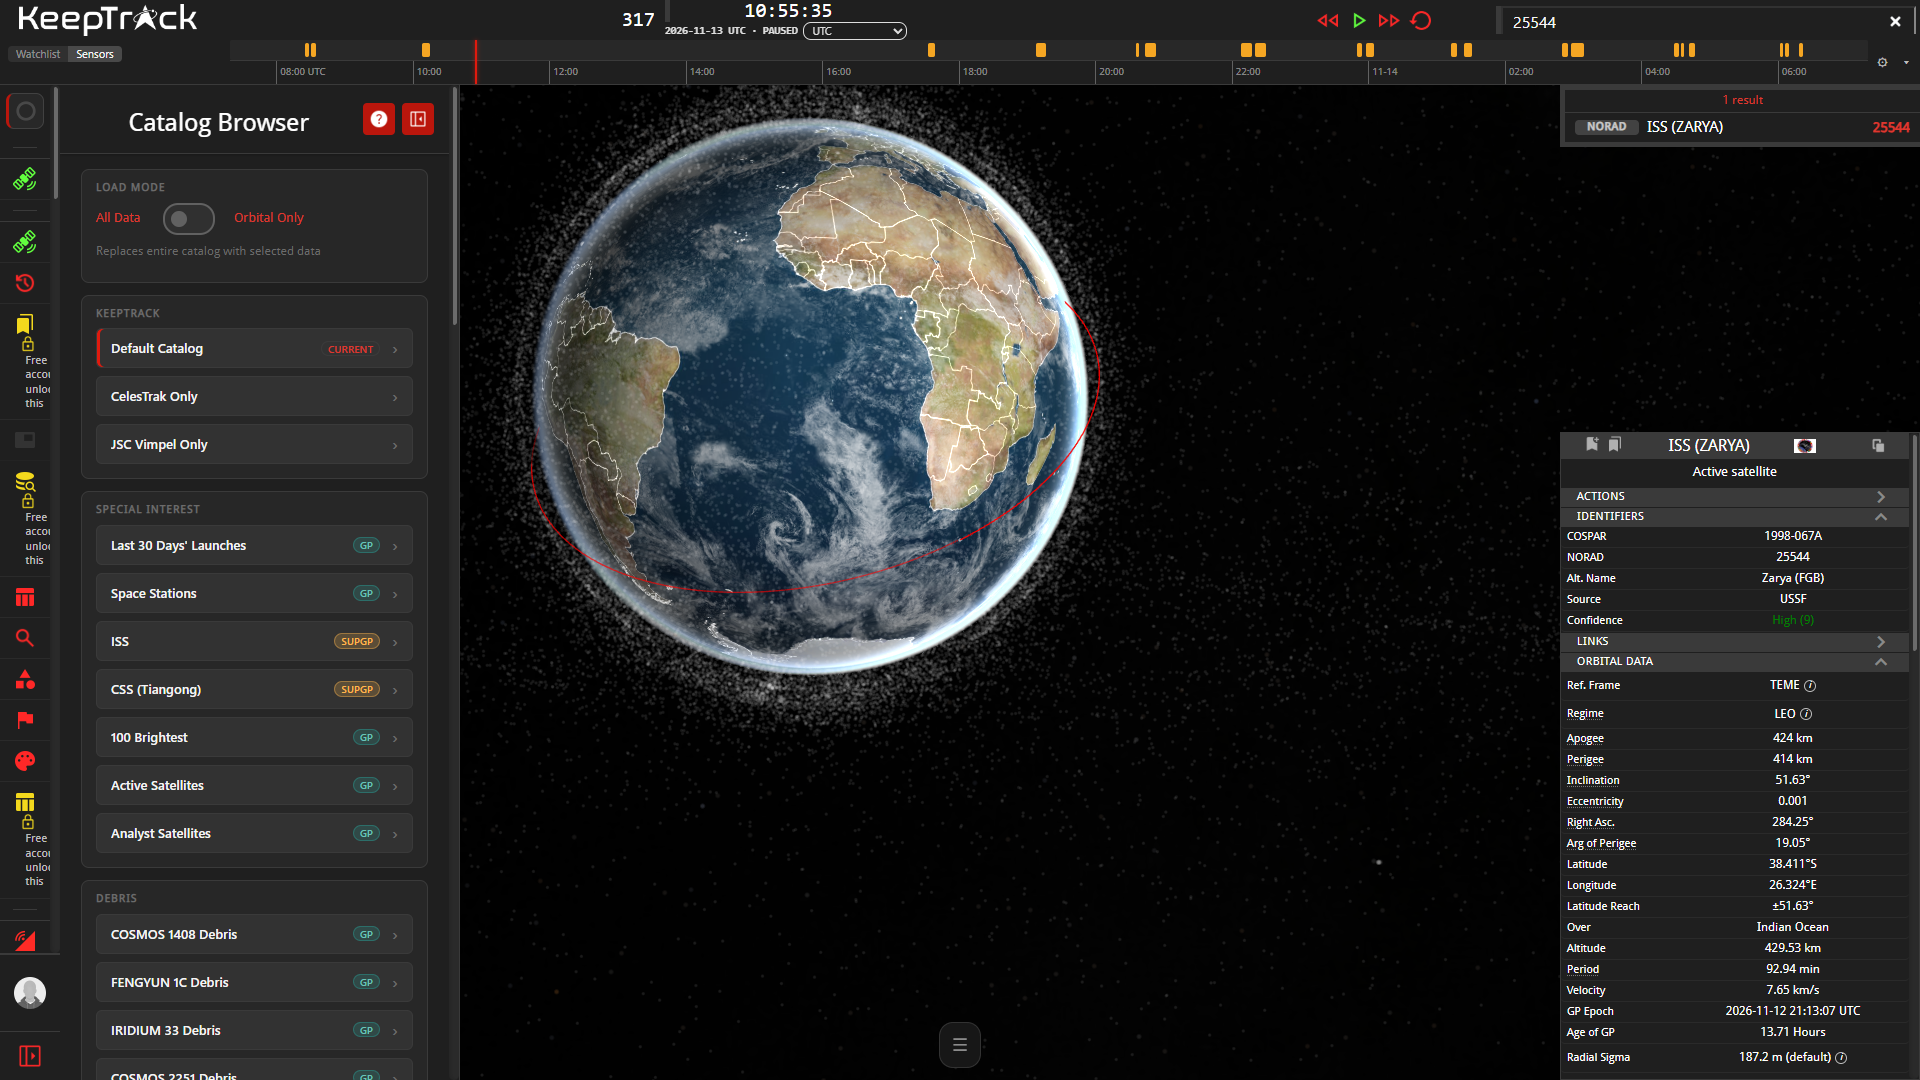 KeepTrack
317
10:55:35
2026-11-13 UTC • PAUSED
UTC
25544
Watchlist
Sensors
08:00 UTC
10:00
12:00
14:00
16:00
18:00
20:00
22:00
11-14
02:00
04:00
06:00
Free
accou
unloc
this
Free
accou
unloc
this
Free
accou
unloc
this
Catalog Browser
LOAD MODE
All Data
Orbital Only
Replaces entire catalog with selected data
KEEPTRACK
Default Catalog CURRENT
CelesTrak Only
JSC Vimpel Only
SPECIAL INTEREST
Last 30 Days' Launches GP
Space Stations GP
ISS SUPGP
CSS (Tiangong) SUPGP
100 Brightest GP
Active Satellites GP
Analyst Satellites GP
DEBRIS
COSMOS 1408 Debris GP
FENGYUN 1C Debris GP
IRIDIUM 33 Debris GP
COSMOS 2251 Debris GP
1 result
NORAD ISS (ZARYA) 25544
ISS (ZARYA)
Active satellite
ACTIONS
IDENTIFIERS
COSPAR 1998-067A
NORAD 25544
Alt. Name Zarya (FGB)
Source USSF
Confidence High (9)
LINKS
ORBITAL DATA
Ref. Frame TEME
Regime LEO
Apogee 424 km
Perigee 414 km
Inclination 51.63°
Eccentricity 0.001
Right Asc. 284.25°
Arg of Perigee 19.05°
Latitude 38.411°S
Longitude 26.324°E
Latitude Reach ±51.63°
Over Indian Ocean
Altitude 429.53 km
Period 92.94 min
Velocity 7.65 km/s
GP Epoch 2026-11-12 21:13:07 UTC
Age of GP 13.71 Hours
Radial Sigma 187.2 m (default)